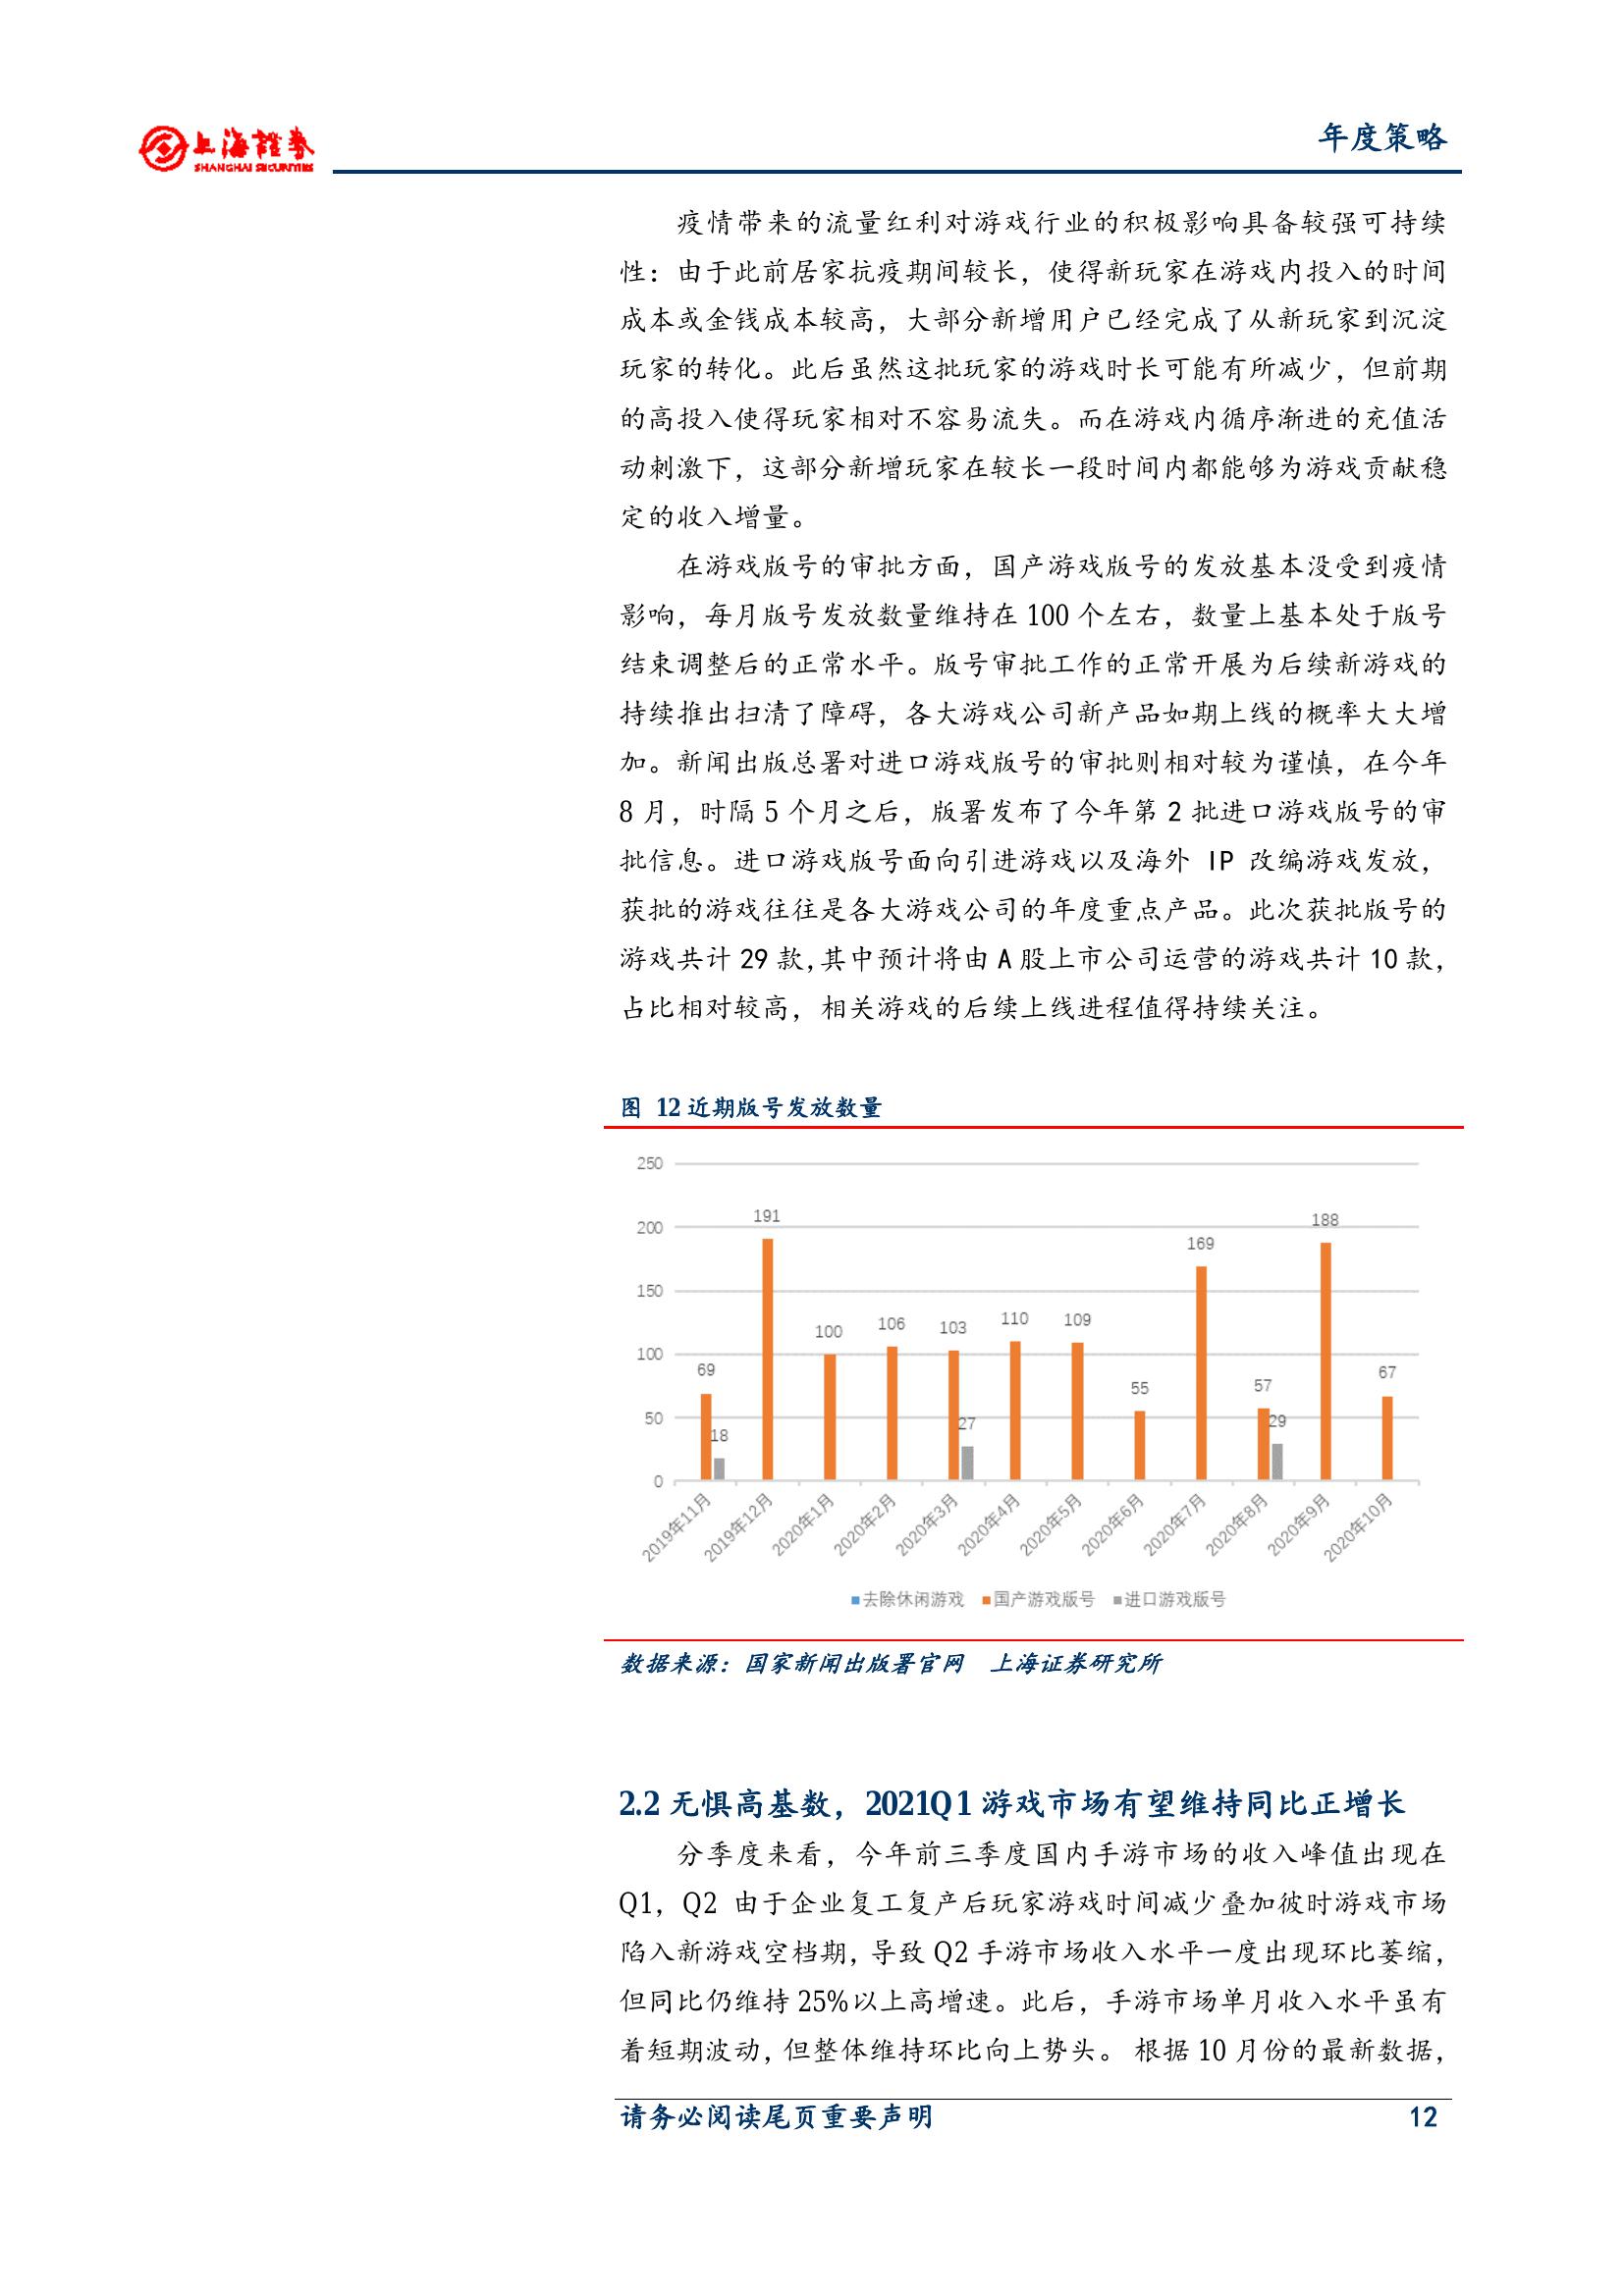 上海證券
SHANGHAI SECURITIES
年度策略
疫情带来的流量红利对游戏行业的积极影响具备较强可持续
性：由于此前居家抗疫期间较长，使得新玩家在游戏内投入的时间
成本或金钱成本较高，大部分新增用户已经完成了从新玩家到沉淀
玩家的转化。此后虽然这批玩家的游戏时长可能有所减少，但前期
的高投入使得玩家相对不容易流失。而在游戏内循序渐进的充值活
动刺激下，这部分新增玩家在较长一段时间内都能够为游戏贡献稳
定的收入增量。
在游戏版号的审批方面，国产游戏版号的发放基本没受到疫情
影响，每月版号发放数量维持在 100 个左右，数量上基本处于版号
结束调整后的正常水平。版号审批工作的正常开展为后续新游戏的
持续推出扫清了障碍，各大游戏公司新产品如期上线的概率大大增
加。新闻出版总署对进口游戏版号的审批则相对较为谨慎，在今年
8 月，时隔 5 个月之后，版署发布了今年第 2 批进口游戏版号的审
批信息。进口游戏版号面向引进游戏以及海外 IP 改编游戏发放，
获批的游戏往往是各大游戏公司的年度重点产品。此次获批版号的
游戏共计 29 款，其中预计将由 A 股上市公司运营的游戏共计 10 款，
占比相对较高，相关游戏的后续上线进程值得持续关注。
图 12 近期版号发放数量
250
200
150
100
50
0
69
18
191
100
106
103
27
110
109
55
169
57
29
188
67
2019年11月
2019年12月
2020年1月
2020年2月
2020年3月
2020年4月
2020年5月
2020年6月
2020年7月
2020年8月
2020年9月
2020年10月
去除休闲游戏 国产游戏版号 进口游戏版号
数据来源：国家新闻出版署官网 上海证券研究所
2.2 无惧高基数，2021Q1 游戏市场有望维持同比正增长
分季度来看，今年前三季度国内手游市场的收入峰值出现在
Q1，Q2 由于企业复工复产后玩家游戏时间减少叠加彼时游戏市场
陷入新游戏空档期，导致 Q2 手游市场收入水平一度出现环比萎缩，
但同比仍维持 25%以上高增速。此后，手游市场单月收入水平虽有
着短期波动，但整体维持环比向上势头。 根据 10 月份的最新数据，
请务必阅读尾页重要声明
12